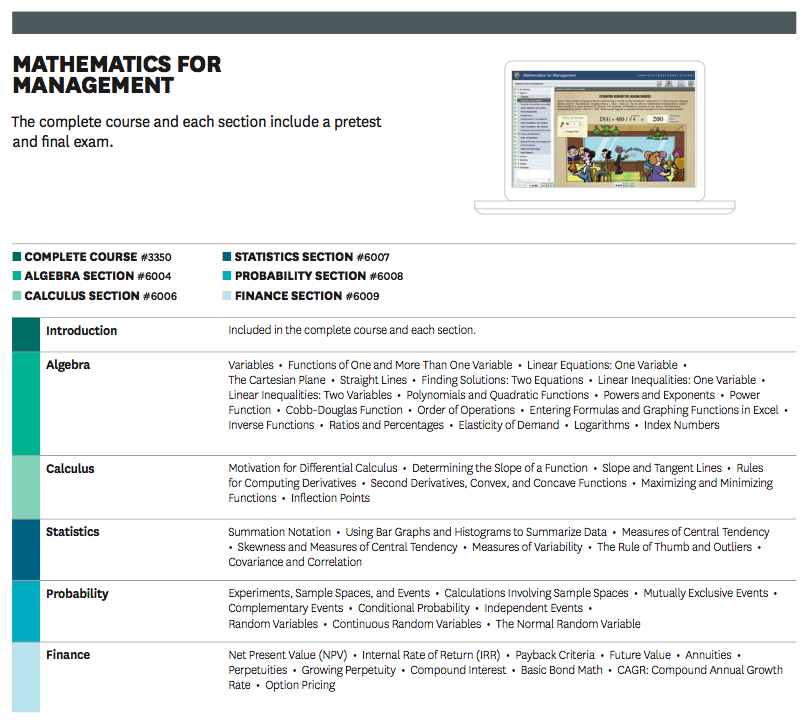 MATHEMATICS FOR
MANAGEMENT
The complete course and each section include a pretest
and final exam.
Mathematics for Management
ESTIMATING DEMAND FOR LASAGNA DINNERS
D(4) = 400 / √4 = 200
COMPLETE COURSE #3350
STATISTICS SECTION #6007
ALGEBRA SECTION #6004
PROBABILITY SECTION #6008
CALCULUS SECTION #6006
FINANCE SECTION #6009
Introduction
Included in the complete course and each section.
Algebra
Variables • Functions of One and More Than One Variable • Linear Equations: One Variable •
The Cartesian Plane • Straight Lines • Finding Solutions: Two Equations • Linear Inequalities: One Variable •
Linear Inequalities: Two Variables • Polynomials and Quadratic Functions • Powers and Exponents • Power
Function • Cobb-Douglas Function • Order of Operations • Entering Formulas and Graphing Functions in Excel •
Inverse Functions • Ratios and Percentages • Elasticity of Demand • Logarithms • Index Numbers
Calculus
Motivation for Differential Calculus • Determining the Slope of a Function • Slope and Tangent Lines • Rules
for Computing Derivatives • Second Derivatives, Convex, and Concave Functions • Maximizing and Minimizing
Functions • Inflection Points
Statistics
Summation Notation • Using Bar Graphs and Histograms to Summarize Data • Measures of Central Tendency
• Skewness and Measures of Central Tendency • Measures of Variability • The Rule of Thumb and Outliers •
Covariance and Correlation
Probability
Experiments, Sample Spaces, and Events • Calculations Involving Sample Spaces • Mutually Exclusive Events •
Complementary Events • Conditional Probability • Independent Events •
Random Variables • Continuous Random Variables • The Normal Random Variable
Finance
Net Present Value (NPV) • Internal Rate of Return (IRR) • Payback Criteria • Future Value • Annuities •
Perpetuities • Growing Perpetuity • Compound Interest • Basic Bond Math • CAGR: Compound Annual Growth
Rate • Option Pricing